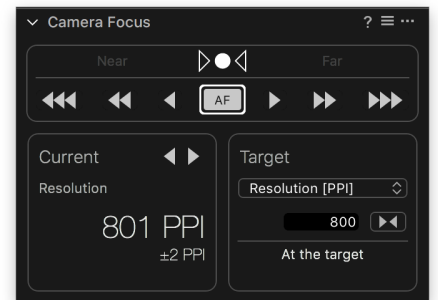 Camera Focus ?
Near Far
AF
Current
Resolution
801 PPI
±2 PPI
Target
Resolution [PPI]
800
At the target